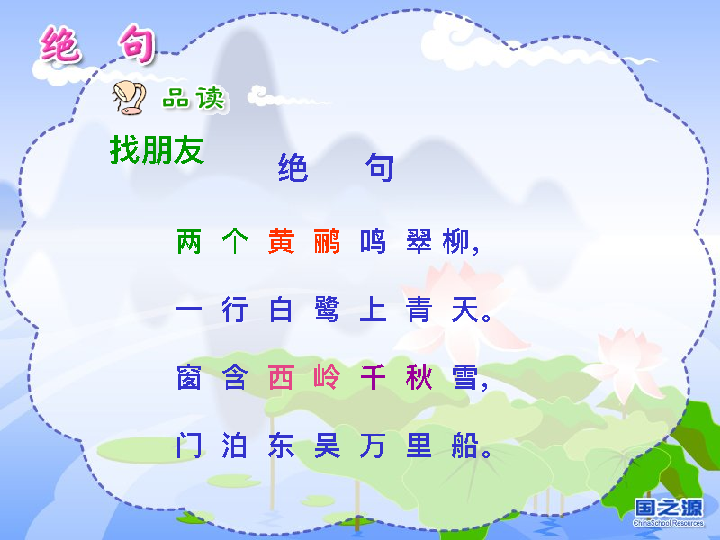 绝 句
品读
找朋友
绝 句
两 个 黄 鹂 鸣 翠 柳，
一 行 白 鹭 上 青 天。
窗 含 西 岭 千 秋 雪，
门 泊 东 吴 万 里 船。
国之源
ChinaSchool Resources